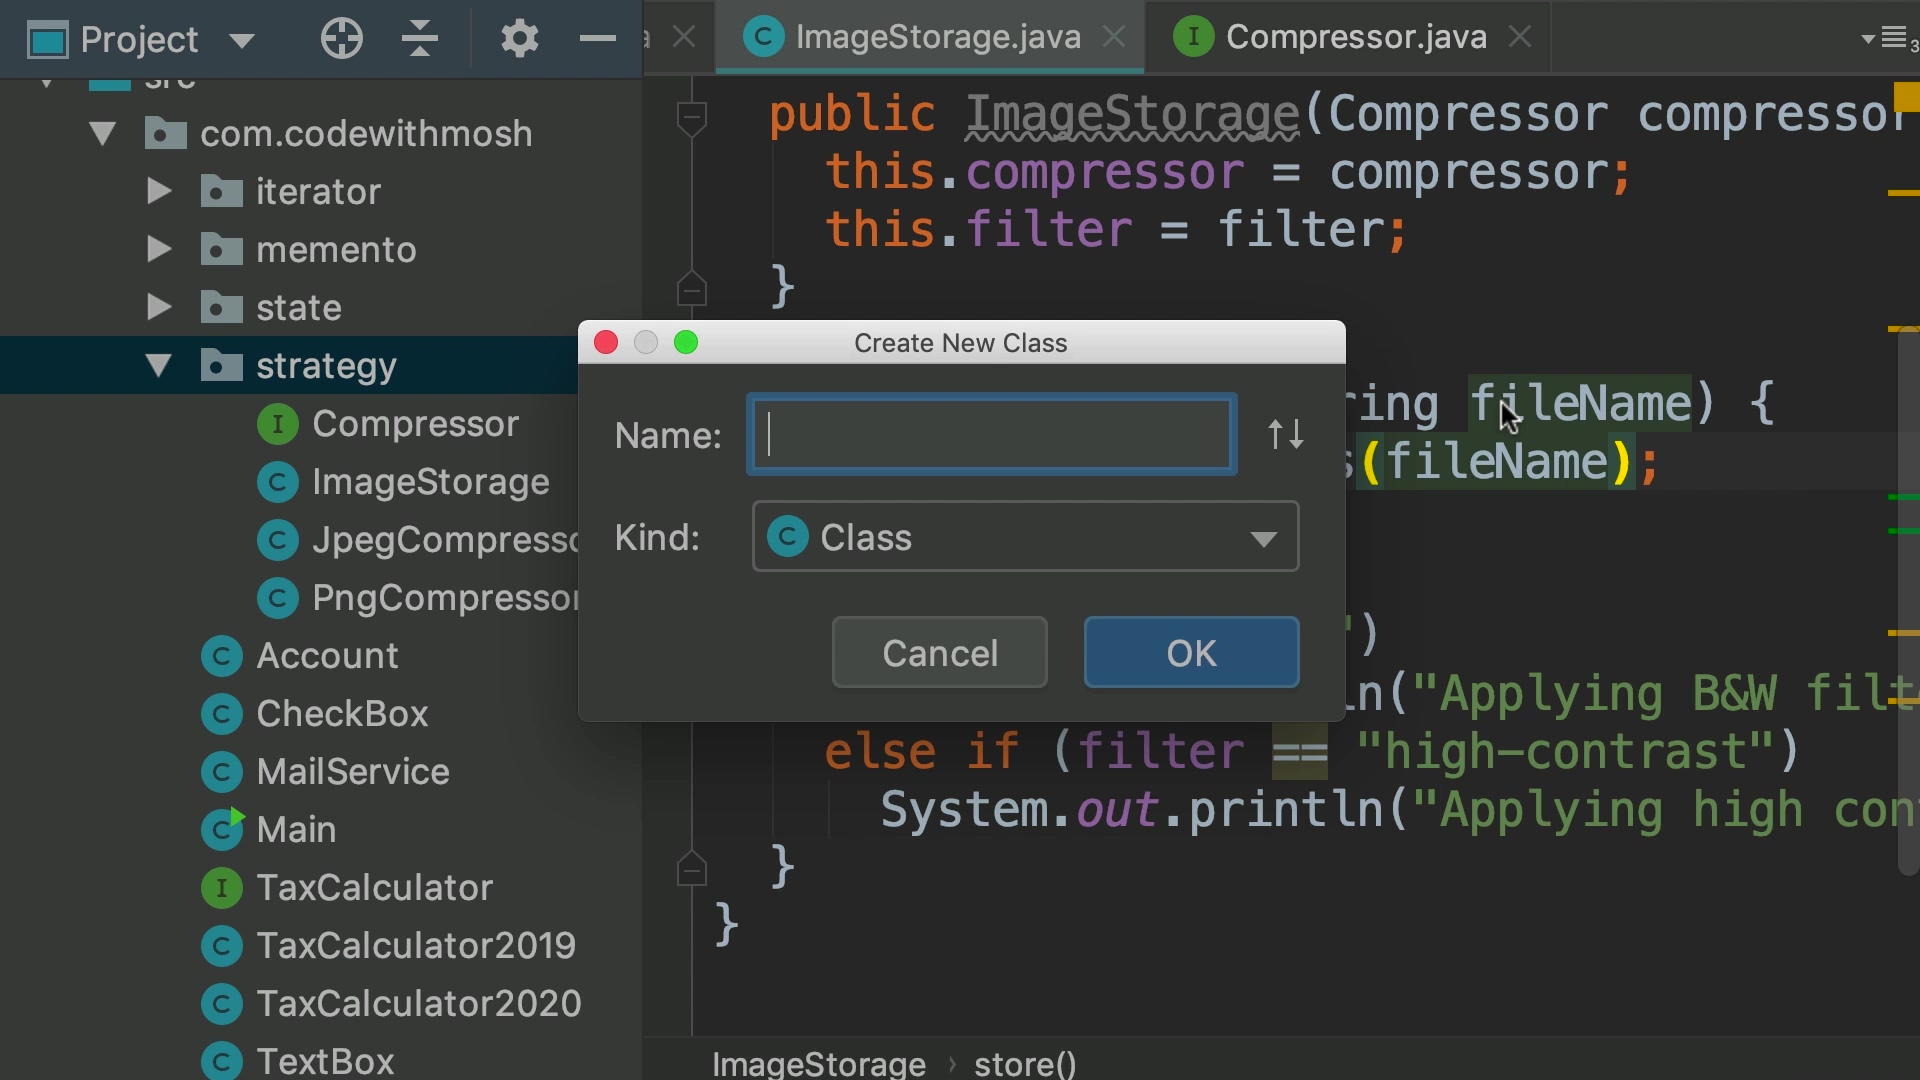 Project
a
ImageStorage.java
Compressor.java
3
src
com.codewithmosh
iterator
memento
state
strategy
Compressor
ImageStorage
JpegCompresso
PngCompressor
Account
CheckBox
MailService
Main
TaxCalculator
TaxCalculator2019
TaxCalculator2020
TextBox
public ImageStorage(Compressor compressor
this.compressor = compressor;
this.filter = filter;
}
ring fileName) {
s(fileName);
")
ln("Applying B&W filt
else if (filter == "high-contrast")
System.out.println("Applying high con
}
}
Create New Class
Name:
Kind:
Class
Cancel
OK
ImageStorage › store()